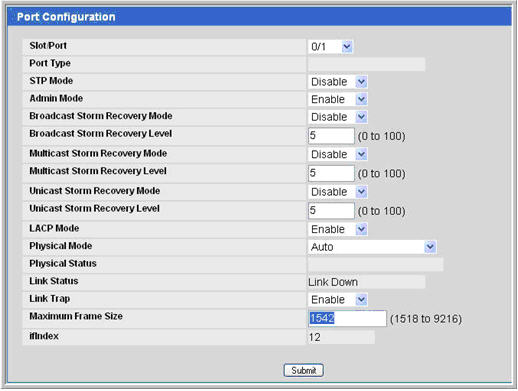 Port Configuration
Slot/Port 0/1
Port Type
STP Mode Disable
Admin Mode Enable
Broadcast Storm Recovery Mode Disable
Broadcast Storm Recovery Level 5 (0 to 100)
Multicast Storm Recovery Mode Disable
Multicast Storm Recovery Level 5 (0 to 100)
Unicast Storm Recovery Mode Disable
Unicast Storm Recovery Level 5 (0 to 100)
LACP Mode Enable
Physical Mode Auto
Physical Status
Link Status Link Down
Link Trap Enable
Maximum Frame Size 1542 (1518 to 9216)
ifIndex 12
Submit